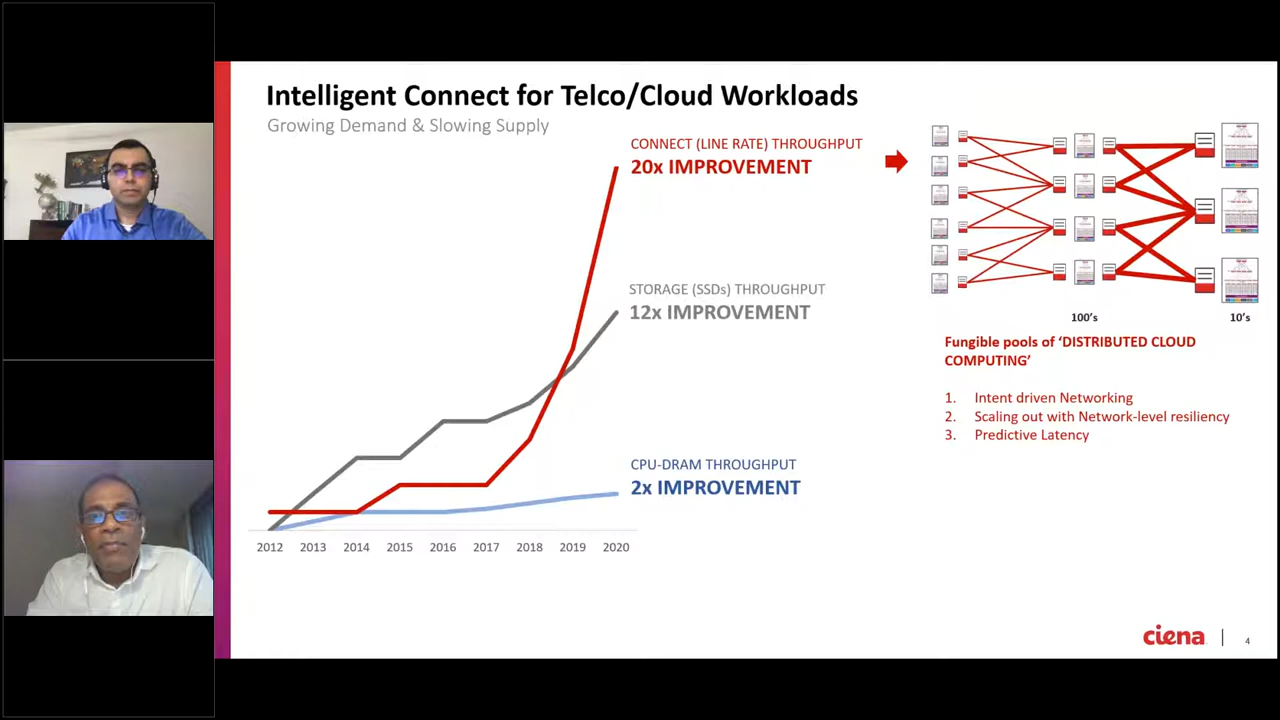 Intelligent Connect for Telco/Cloud Workloads
Growing Demand & Slowing Supply
CONNECT (LINE RATE) THROUGHPUT
20x IMPROVEMENT
STORAGE (SSDs) THROUGHPUT
12x IMPROVEMENT
CPU-DRAM THROUGHPUT
2x IMPROVEMENT
2012 2013 2014 2015 2016 2017 2018 2019 2020
100's 10's
Fungible pools of ‘DISTRIBUTED CLOUD
COMPUTING’
1. Intent driven Networking
2. Scaling out with Network-level resiliency
3. Predictive Latency
ciena
4